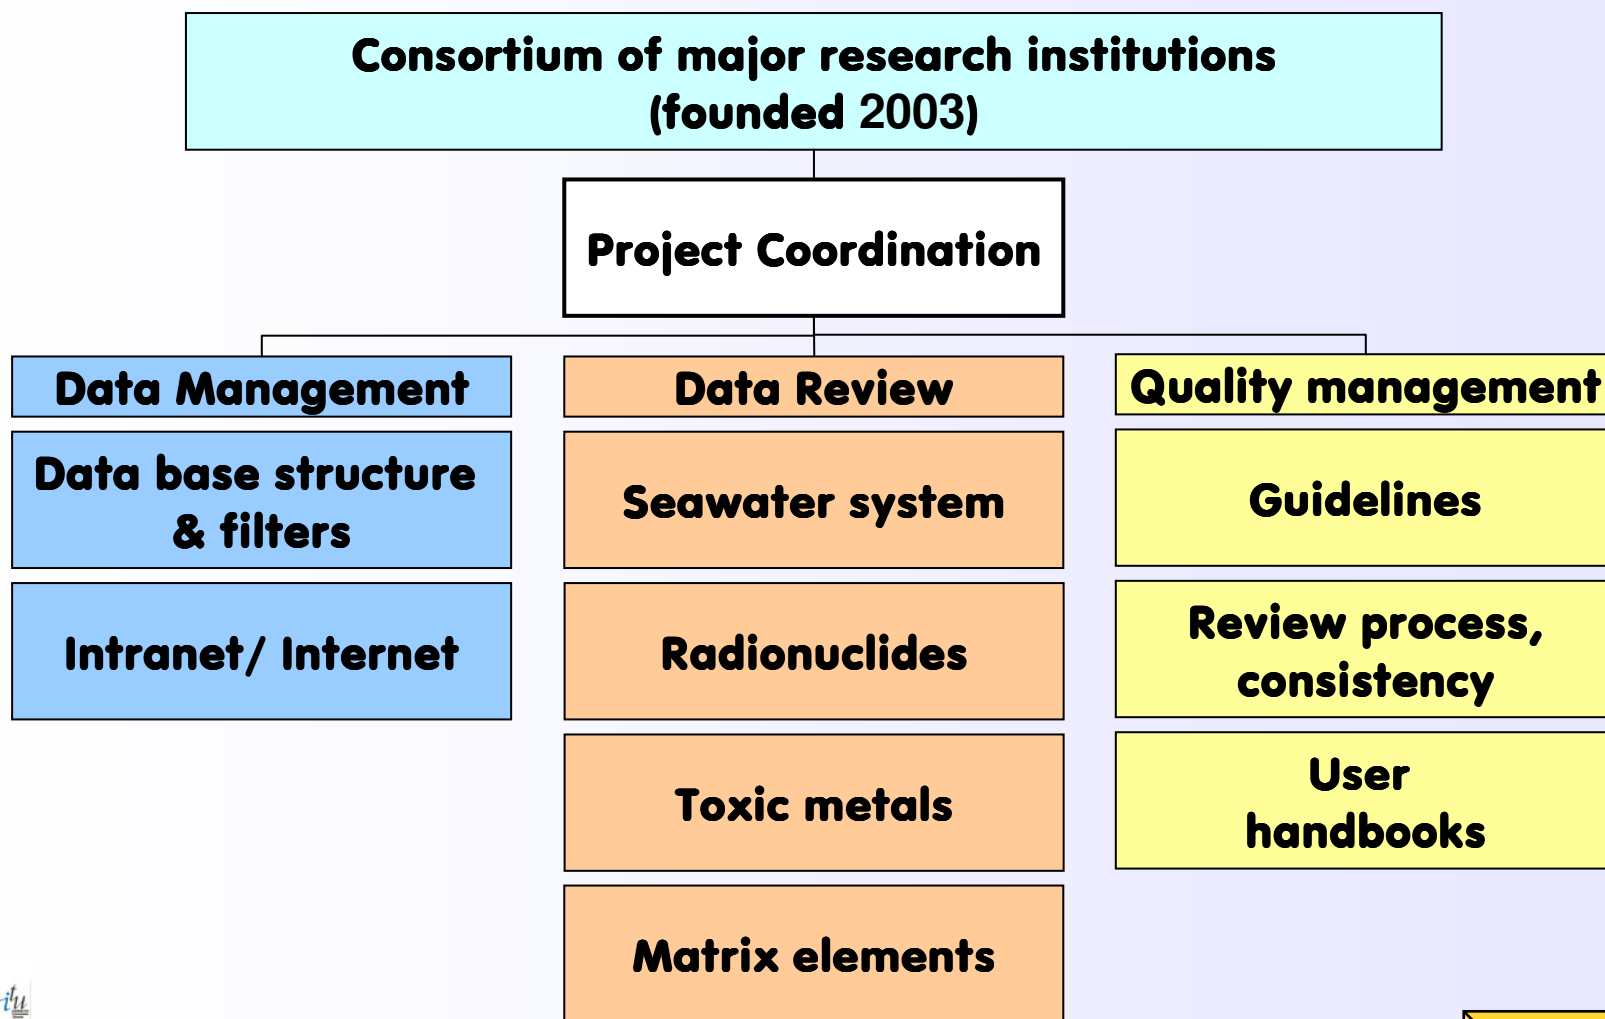 Consortium of major research institutions
(founded 2003)
Project Coordination
Data Management
Data base structure
& filters
Intranet/ Internet
Data Review
Seawater system
Radionuclides
Toxic metals
Matrix elements
Quality management
Guidelines
Review process,
consistency
User
handbooks
itu